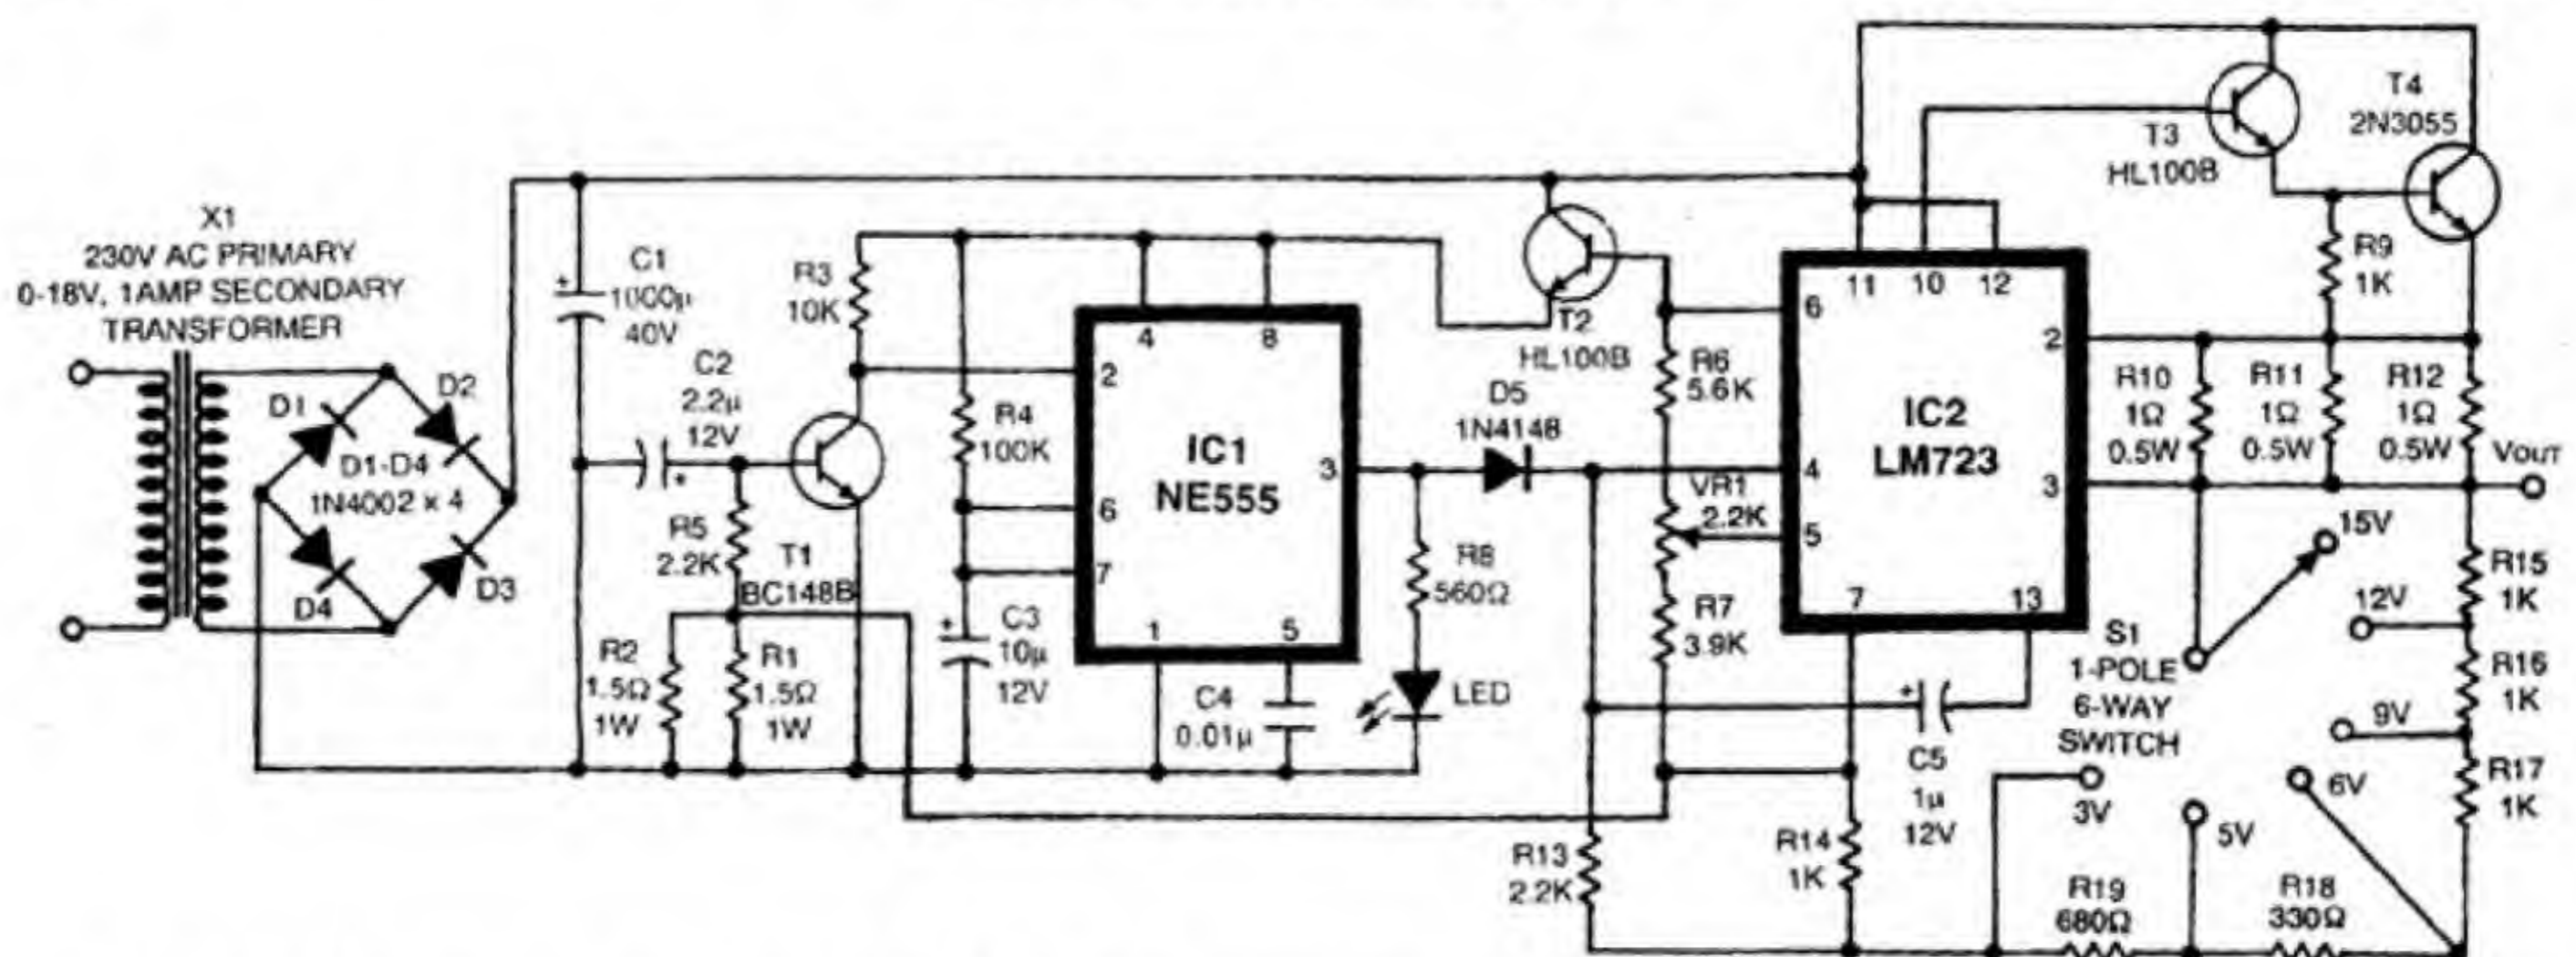 X1
230V AC PRIMARY
0-18V, 1AMP SECONDARY
TRANSFORMER
D1
D2
D1-D4
1N4002 x 4
D4
D3
C1
1000µ
40V
C2
2.2µ
12V
+
+
R3
10K
R5
2.2K
T1
BC148B
R2
1.5Ω
1W
R1
1.5Ω
1W
R4
100K
+
C3
10µ
12V
4
8
2
6
7
3
1
5
IC1
NE555
C4
0.01µ
R8
560Ω
LED
D5
1N4148
T2
HL100B
R6
5.6K
VR1
2.2K
R7
3.9K
11
10
12
6
4
5
7
13
2
3
IC2
LM723
T3
HL100B
T4
2N3055
R9
1K
R10
1Ω
0.5W
R11
1Ω
0.5W
R12
1Ω
0.5W
VOUT
15V
12V
9V
6V
5V
3V
S1
1-POLE
6-WAY
SWITCH
R15
1K
R16
1K
R17
1K
+
C5
1µ
12V
R13
2.2K
R14
1K
R19
680Ω
R18
330Ω